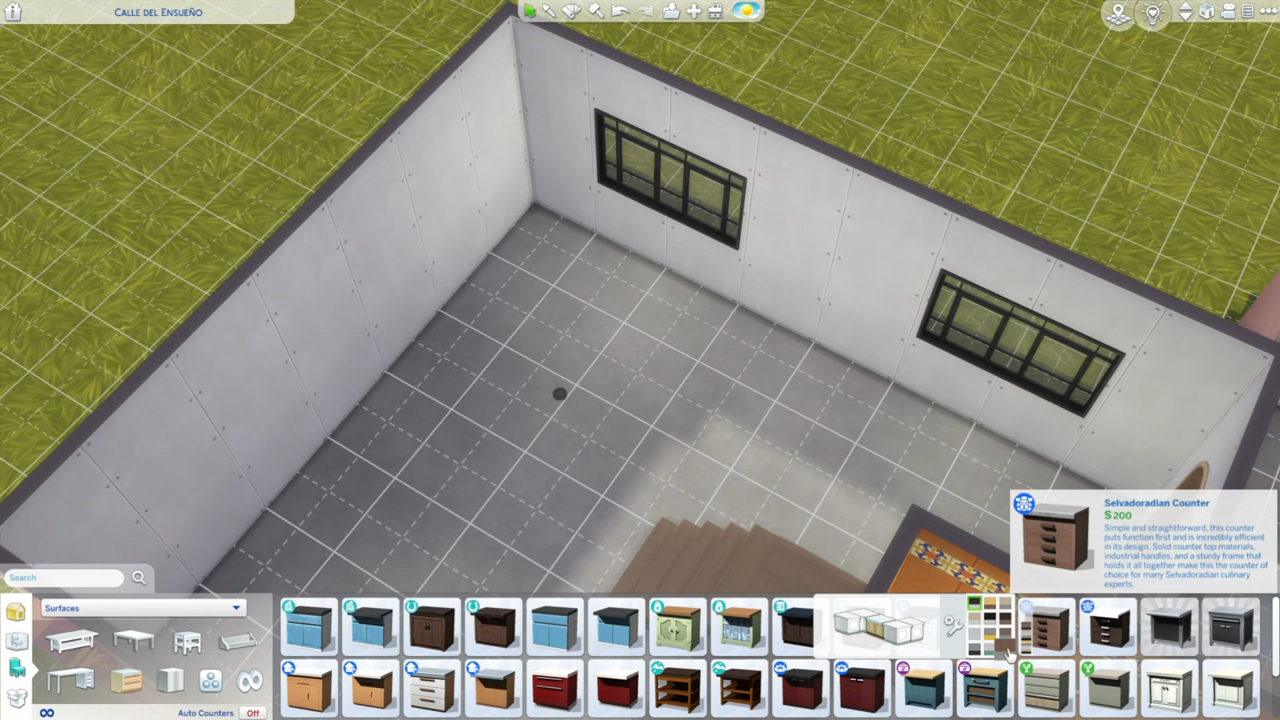 Calle del Ensueño
Selvadoradian Counter
§200
Simple and straightforward, this counter
puts function first and is incredibly efficient
in its design. Solid counter top materials,
industrial handles, and a sturdy frame that
holds it all together make this the counter of
choice for many Selvadoradian culinary
experts.
Search
Surfaces
Auto Counters
Off